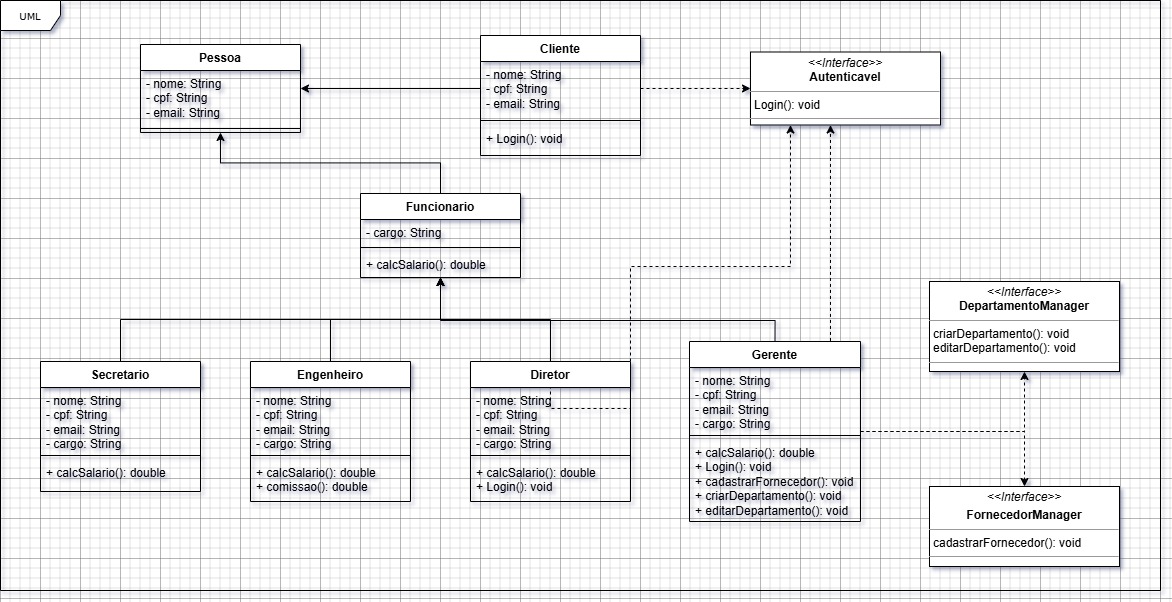 UML
Pessoa
- nome: String
- cpf: String
- email: String
Cliente
- nome: String
- cpf: String
- email: String
+ Login(): void
<<Interface>>
Autenticavel
Login(): void
Funcionario
- cargo: String
+ calcSalario(): double
Secretario
- nome: String
- cpf: String
- email: String
- cargo: String
+ calcSalario(): double
Engenheiro
- nome: String
- cpf: String
- email: String
- cargo: String
+ calcSalario(): double
+ comissao(): double
Diretor
- nome: String
- cpf: String
- email: String
- cargo: String
+ calcSalario(): double
+ Login(): void
Gerente
- nome: String
- cpf: String
- email: String
- cargo: String
+ calcSalario(): double
+ Login(): void
+ cadastrarFornecedor(): void
+ criarDepartamento(): void
+ editarDepartamento(): void
<<Interface>>
DepartamentoManager
criarDepartamento(): void
editarDepartamento(): void
<<Interface>>
FornecedorManager
cadastrarFornecedor(): void